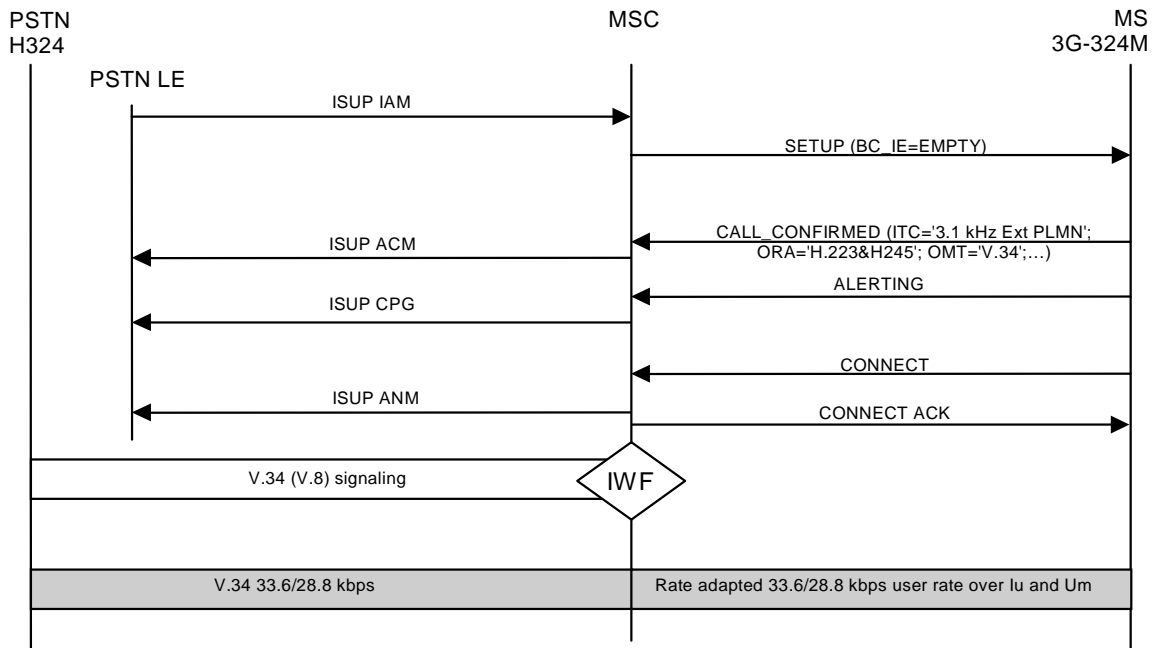 PSTN
H324
MSC
MS
3G-324M
PSTN LE
ISUP IAM
SETUP (BC_IE=EMPTY)
CALL_CONFIRMED (ITC='3.1 kHz Ext PLMN';
ORA='H.223&H245'; OMT='V.34';...)
ISUP ACM
ALERTING
ISUP CPG
CONNECT
ISUP ANM
CONNECT ACK
V.34 (V.8) signaling
IWF
V.34 33.6/28.8 kbps
Rate adapted 33.6/28.8 kbps user rate over Iu and Um